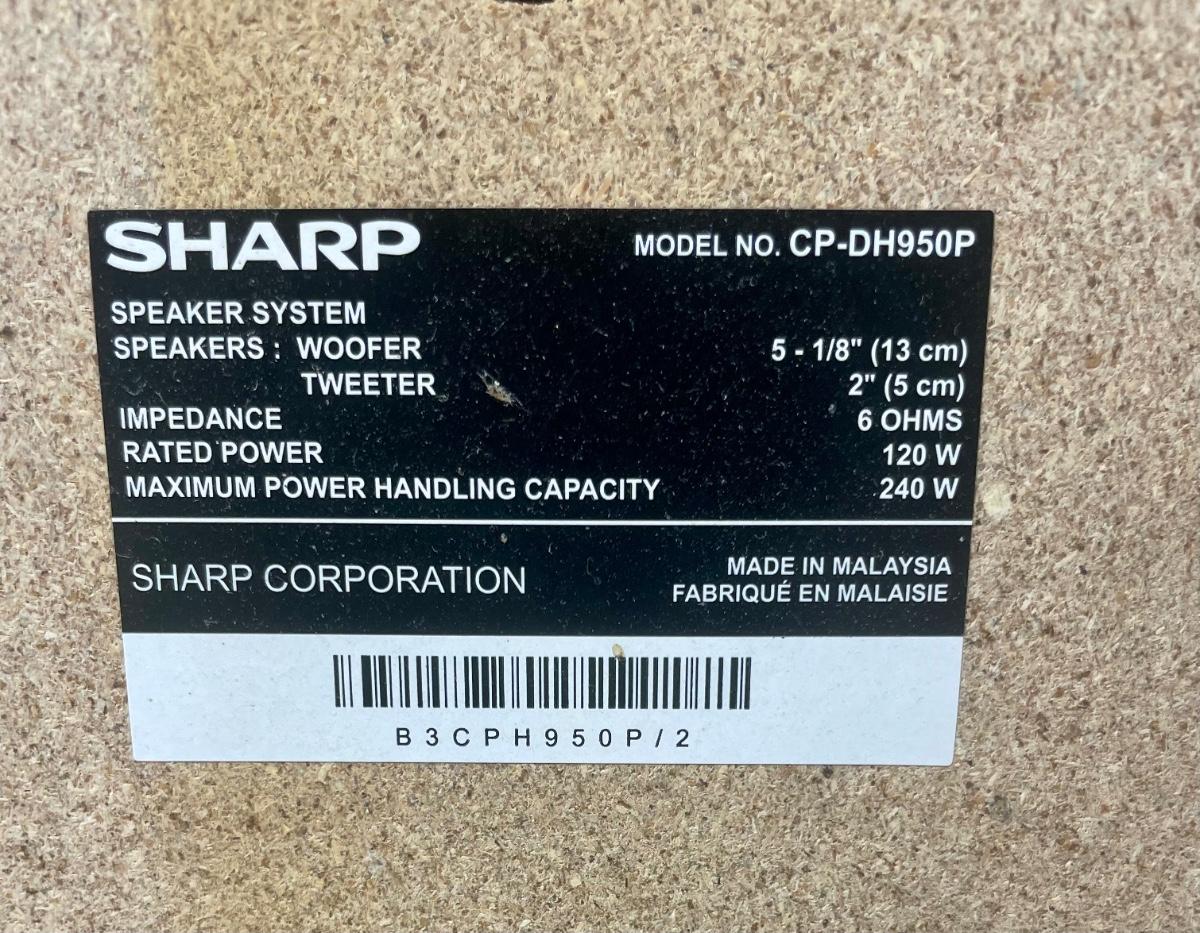 SHARP MODEL NO. CP-DH950P
SPEAKER SYSTEM
SPEAKERS : WOOFER 5 - 1/8" (13 cm)
TWEETER 2" (5 cm)
IMPEDANCE 6 OHMS
RATED POWER 120 W
MAXIMUM POWER HANDLING CAPACITY 240 W
SHARP CORPORATION
MADE IN MALAYSIA
FABRIQUÉ EN MALAISIE
B3CPH950P/2